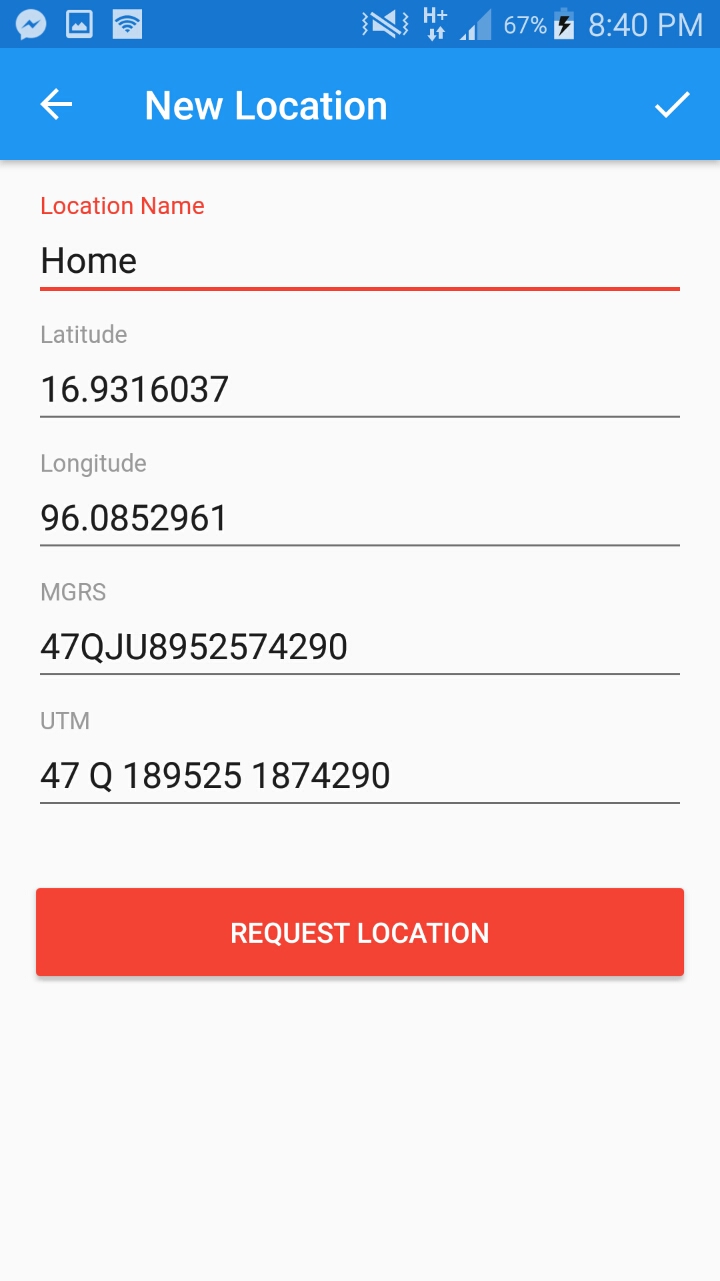 H+
67%
8:40 PM
New Location
Location Name
Home
Latitude
16.9316037
Longitude
96.0852961
MGRS
47QJU8952574290
UTM
47 Q 189525 1874290
REQUEST LOCATION